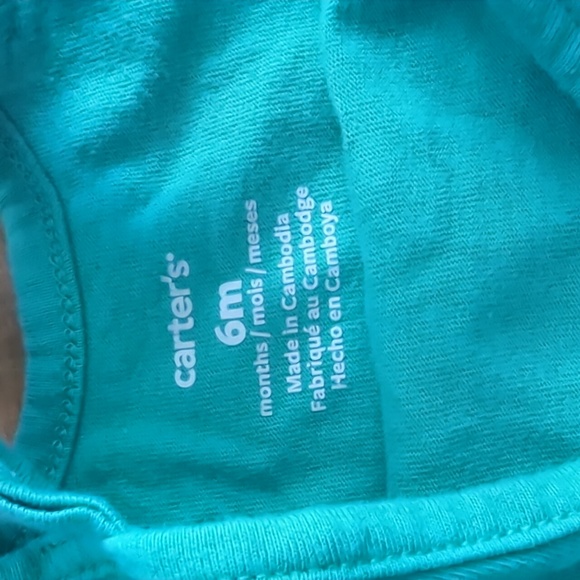 carter's®
6m
months / mois / meses
Made in Cambodia
Fabriqué au Cambodge
Hecho en Camboya